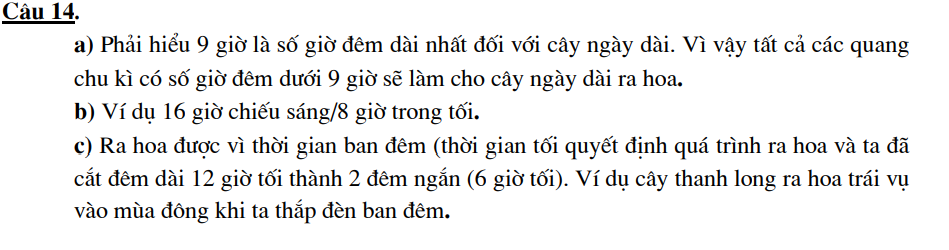 Câu 14.
a) Phải hiểu 9 giờ là số giờ đêm dài nhất đối với cây ngày dài. Vì vậy tất cả các quang
chu kì có số giờ đêm dưới 9 giờ sẽ làm cho cây ngày dài ra hoa.
b) Ví dụ 16 giờ chiếu sáng/8 giờ trong tối.
c) Ra hoa được vì thời gian ban đêm (thời gian tối quyết định quá trình ra hoa và ta đã
cắt đêm dài 12 giờ tối thành 2 đêm ngắn (6 giờ tối). Ví dụ cây thanh long ra hoa trái vụ
vào mùa đông khi ta thắp đèn ban đêm.